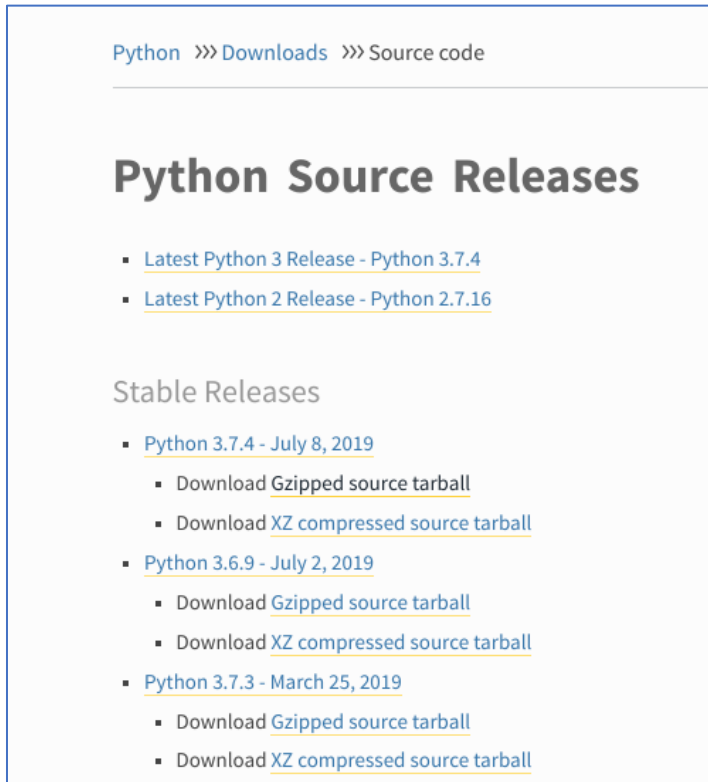 Python >>> Downloads >>> Source code
Python Source Releases
Latest Python 3 Release - Python 3.7.4
Latest Python 2 Release - Python 2.7.16
Stable Releases
Python 3.7.4 - July 8, 2019
Download Gzipped source tarball
Download XZ compressed source tarball
Python 3.6.9 - July 2, 2019
Download Gzipped source tarball
Download XZ compressed source tarball
Python 3.7.3 - March 25, 2019
Download Gzipped source tarball
Download XZ compressed source tarball